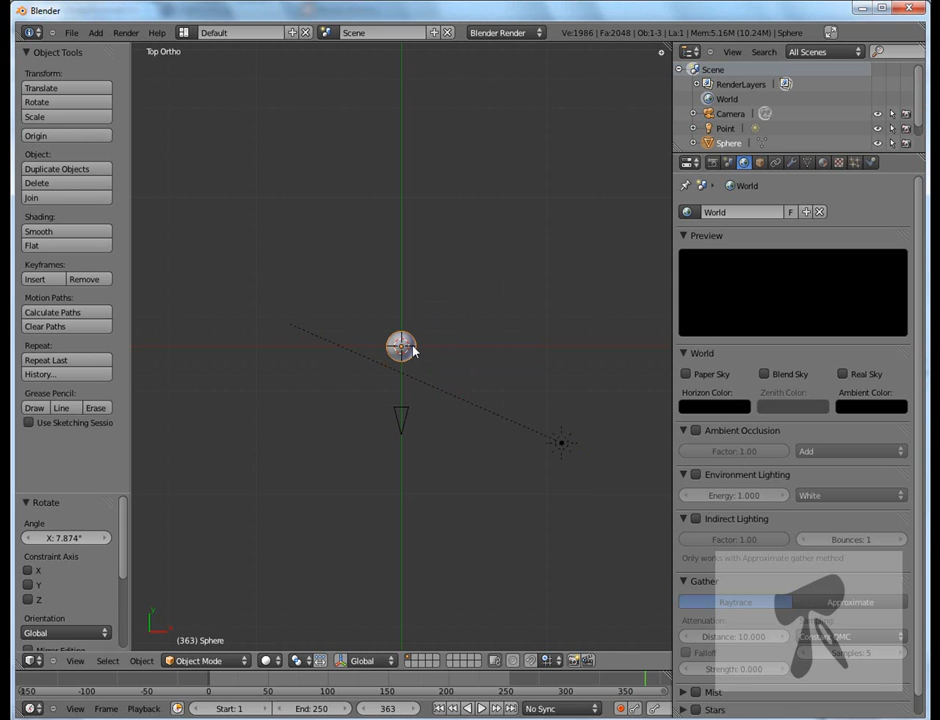 Blender
File Add Render Help Default Scene Blender Render Ve:1986 | Fa:2048 | Ob:1-3 | La:1 | Mem:5.16M (10.24M) | Sphere
Object Tools
Transform:
Translate
Rotate
Scale
Origin
Object:
Duplicate Objects
Delete
Join
Shading:
Smooth
Flat
Keyframes:
Insert Remove
Motion Paths:
Calculate Paths
Clear Paths
Repeat:
Repeat Last
History...
Grease Pencil:
Draw Line Erase
Use Sketching Sessio
Rotate
Angle
X: 7.874°
Constraint Axis
X
Y
Z
Orientation
Global
Top Ortho
y
(363) Sphere
View Select Object Object Mode Global
-50 0 50 100 150 200 250 300 350
View Frame Playback Start: 1 End: 250 363 No Sync
View Search All Scenes
Scene
RenderLayers
World
Camera
Point
Sphere
World
World F
Preview
World
Paper Sky Blend Sky Real Sky
Horizon Color: Zenith Color: Ambient Color:
Ambient Occlusion
Factor: 1.00 Add
Environment Lighting
Energy: 1.000 White
Indirect Lighting
Factor: 1.00 Bounces: 1
Only works with Approximate gather method
Gather
Raytrace Approximate
Attenuation:
Distance: 10.000 Constant QMC
Falloff Samples: 5
Strength: 0.000
Mist
Stars